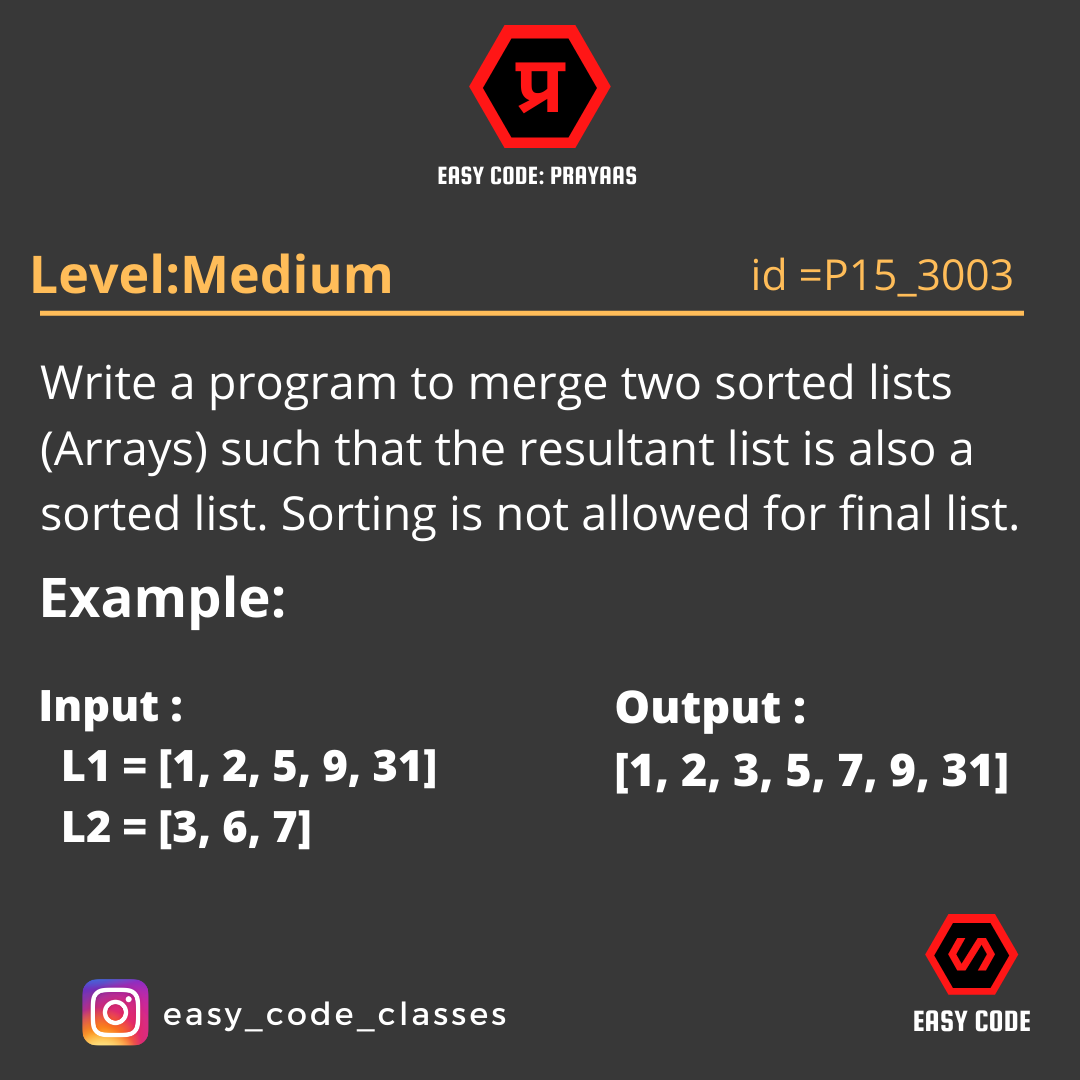 प्र
EASY CODE: PRAYAAS
Level:Medium id =P15_3003
Write a program to merge two sorted lists
(Arrays) such that the resultant list is also a
sorted list. Sorting is not allowed for final list.
Example:
Input :
L1 = [1, 2, 5, 9, 31]
L2 = [3, 6, 7]
Output :
[1, 2, 3, 5, 7, 9, 31]
easy_code_classes
EASY CODE